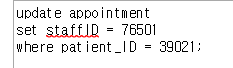 update appointment
set staffID = 76501
where patient_ID = 39021;